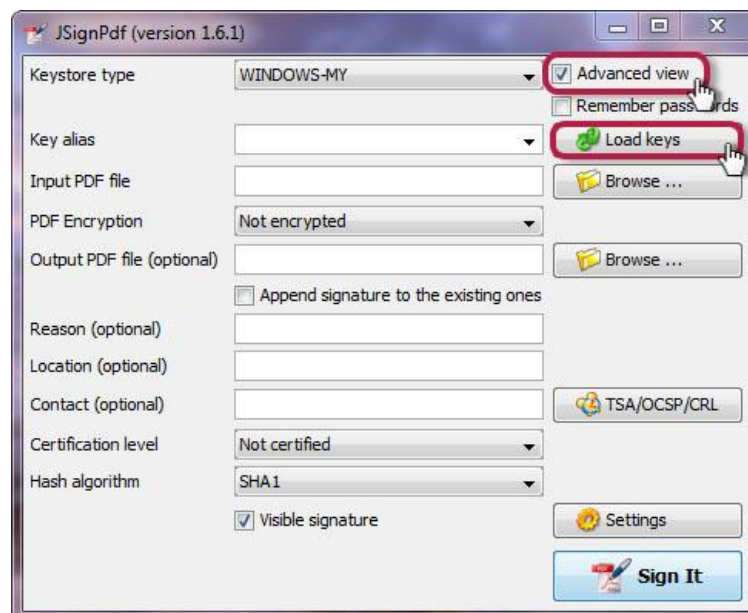 JSignPdf (version 1.6.1)
Keystore type WINDOWS-MY Advanced view
Remember passwords
Key alias Load keys
Input PDF file Browse ...
PDF Encryption Not encrypted
Output PDF file (optional) Browse ...
Append signature to the existing ones
Reason (optional)
Location (optional)
Contact (optional) TSA/OCSP/CRL
Certification level Not certified
Hash algorithm SHA1
Visible signature Settings
Sign It